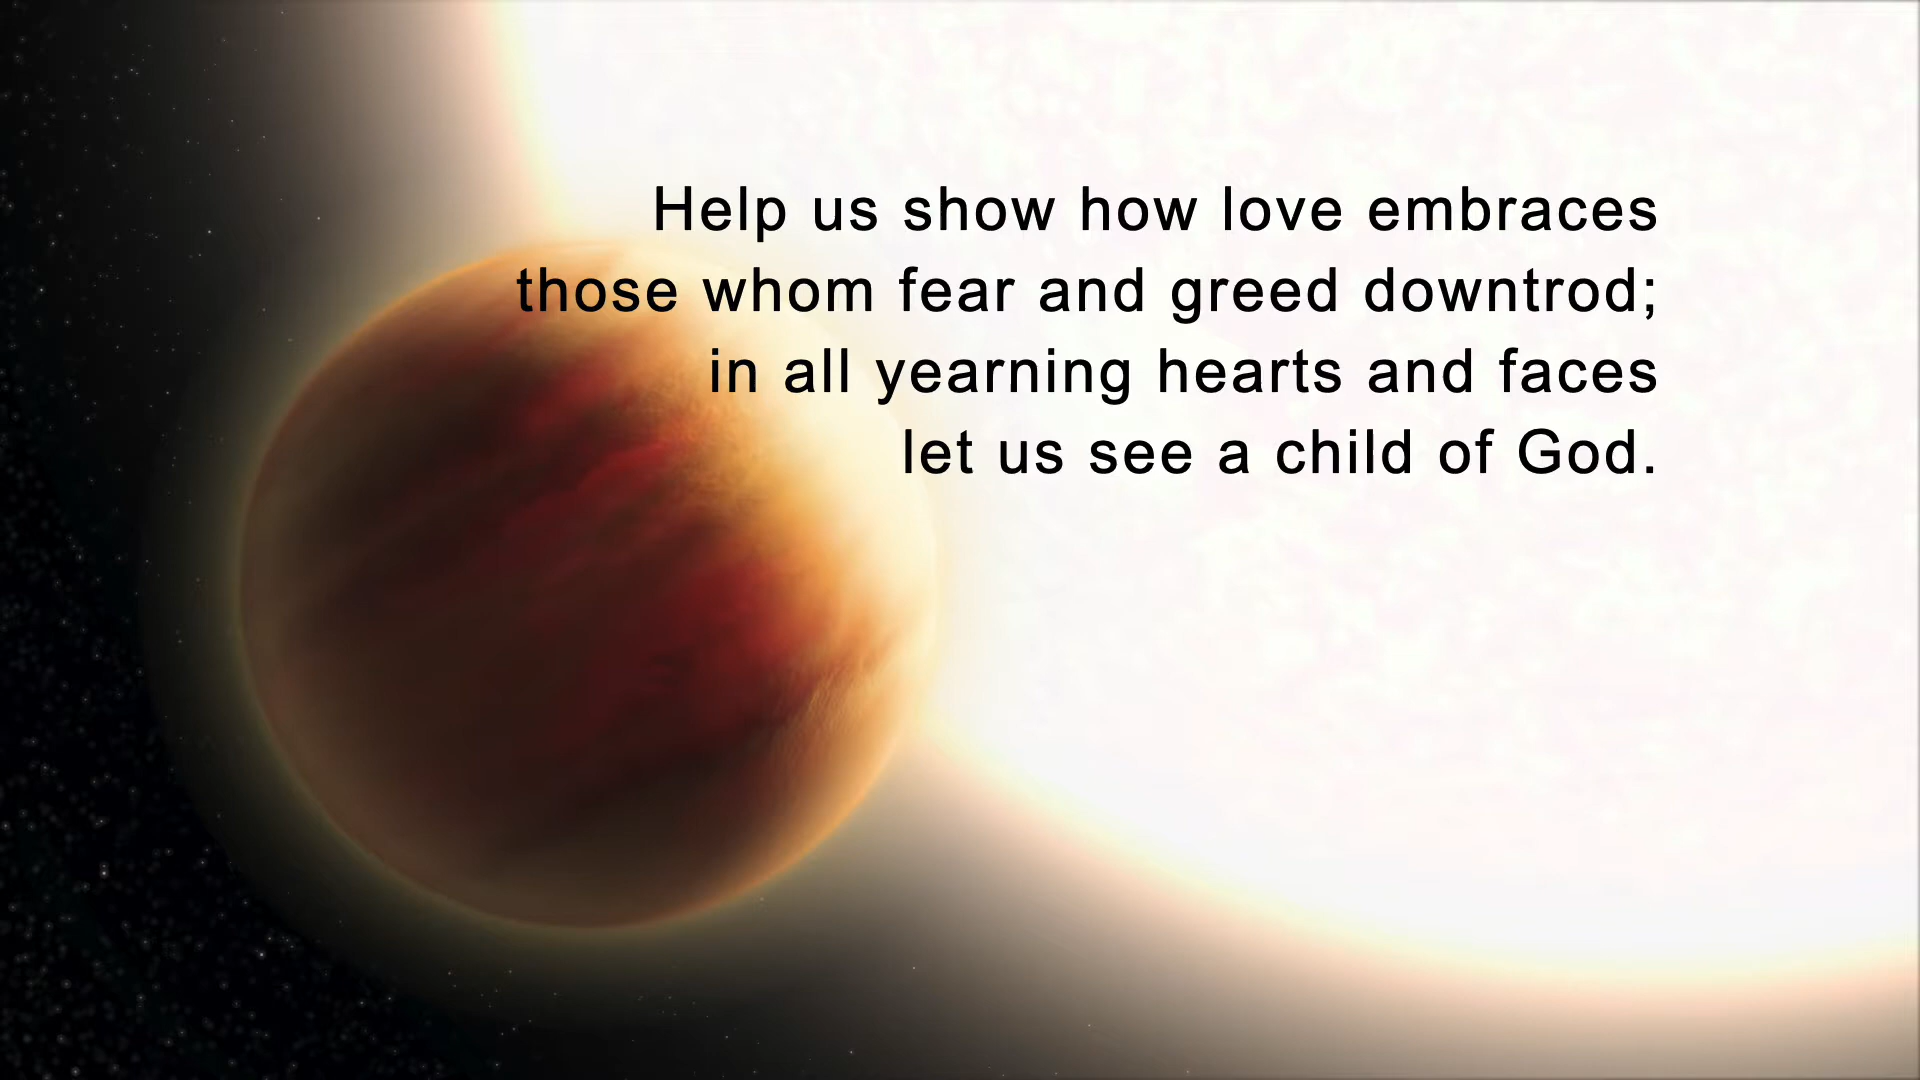 Help us show how love embraces
those whom fear and greed downtrod;
in all yearning hearts and faces
let us see a child of God.